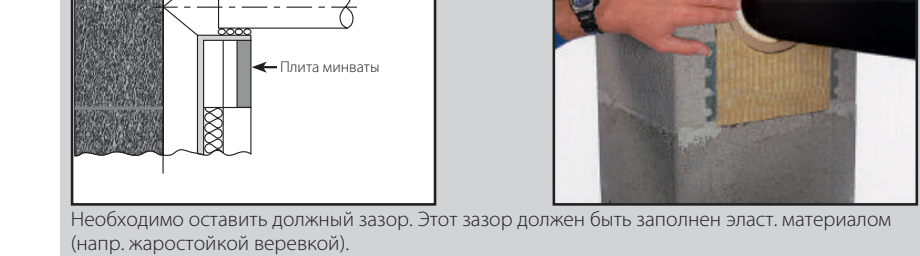 Плита минваты
Необходимо оставить должный зазор. Этот зазор должен быть заполнен эласт. материалом
(напр. жаростойкой веревкой).